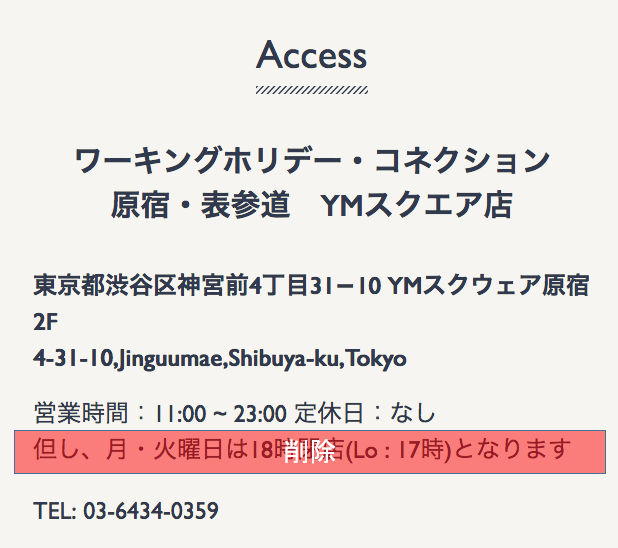 Access
ワーキングホリデー・コネクション
原宿・表参道　YMスクエア店
東京都渋谷区神宮前4丁目31−10 YMスクウェア原宿
2F
4-31-10,Jinguumae,Shibuya-ku,Tokyo
営業時間：11:00 ~ 23:00 定休日：なし
但し、月・火曜日は18時 店(Lo : 17時)となります
削除
TEL: 03-6434-0359